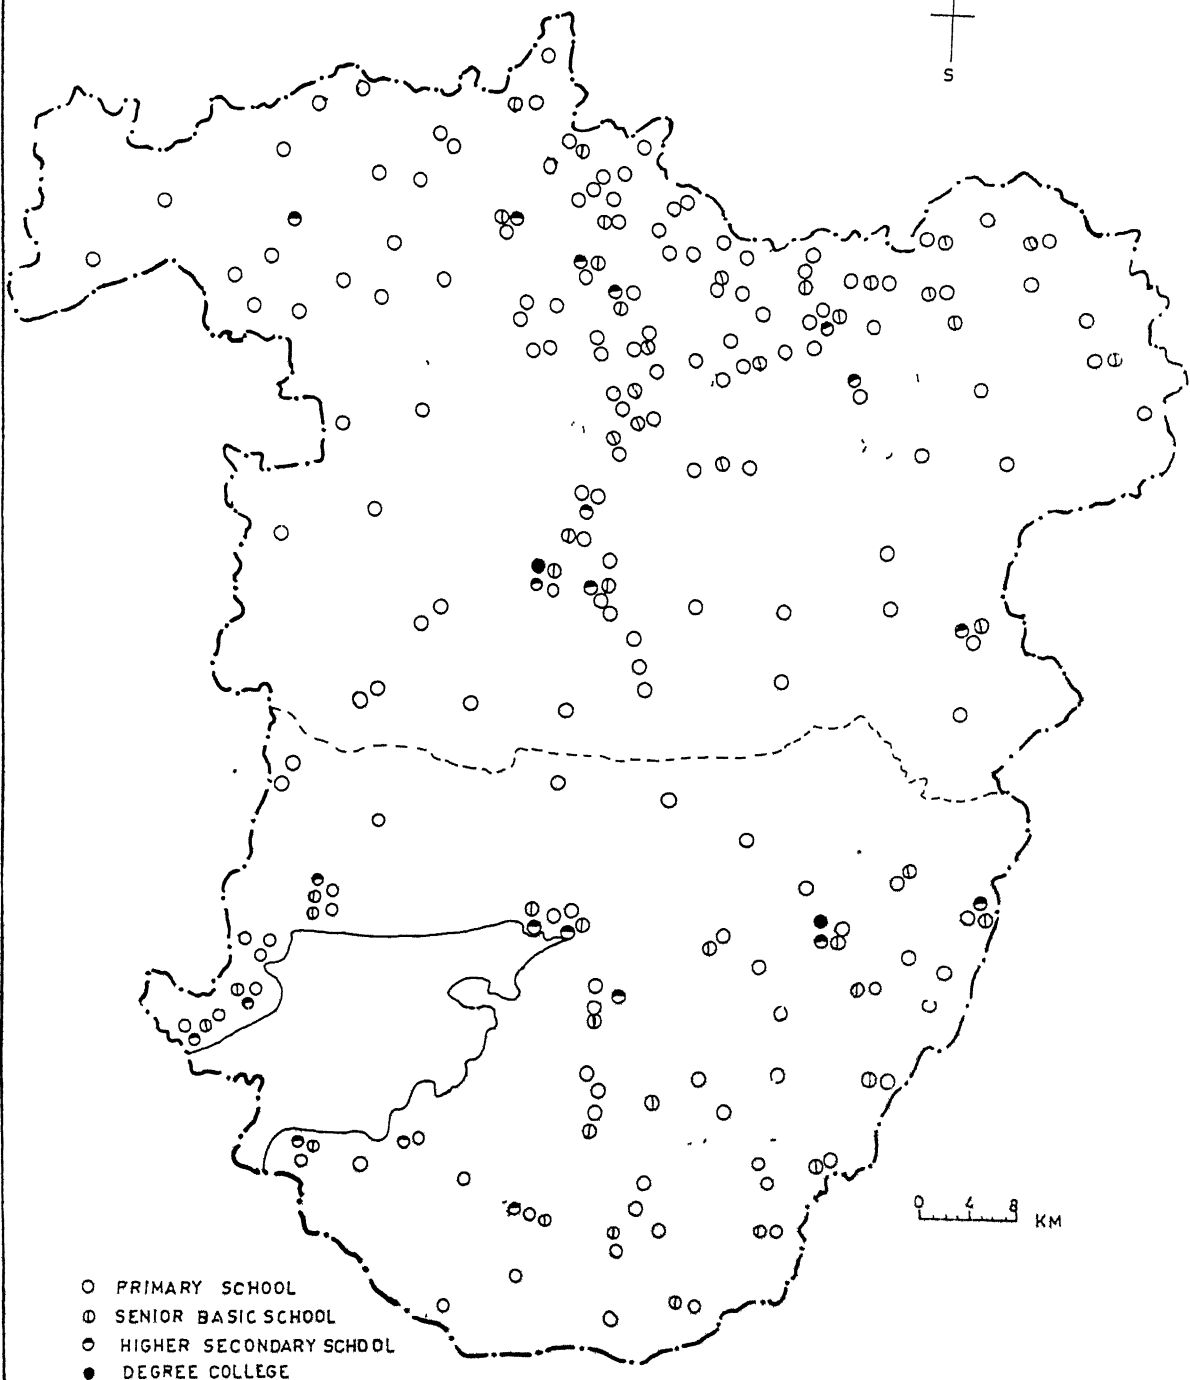 S
0 4 8 KM
PRIMARY SCHOOL
SENIOR BASIC SCHOOL
HIGHER SECONDARY SCHOOL
DEGREE COLLEGE